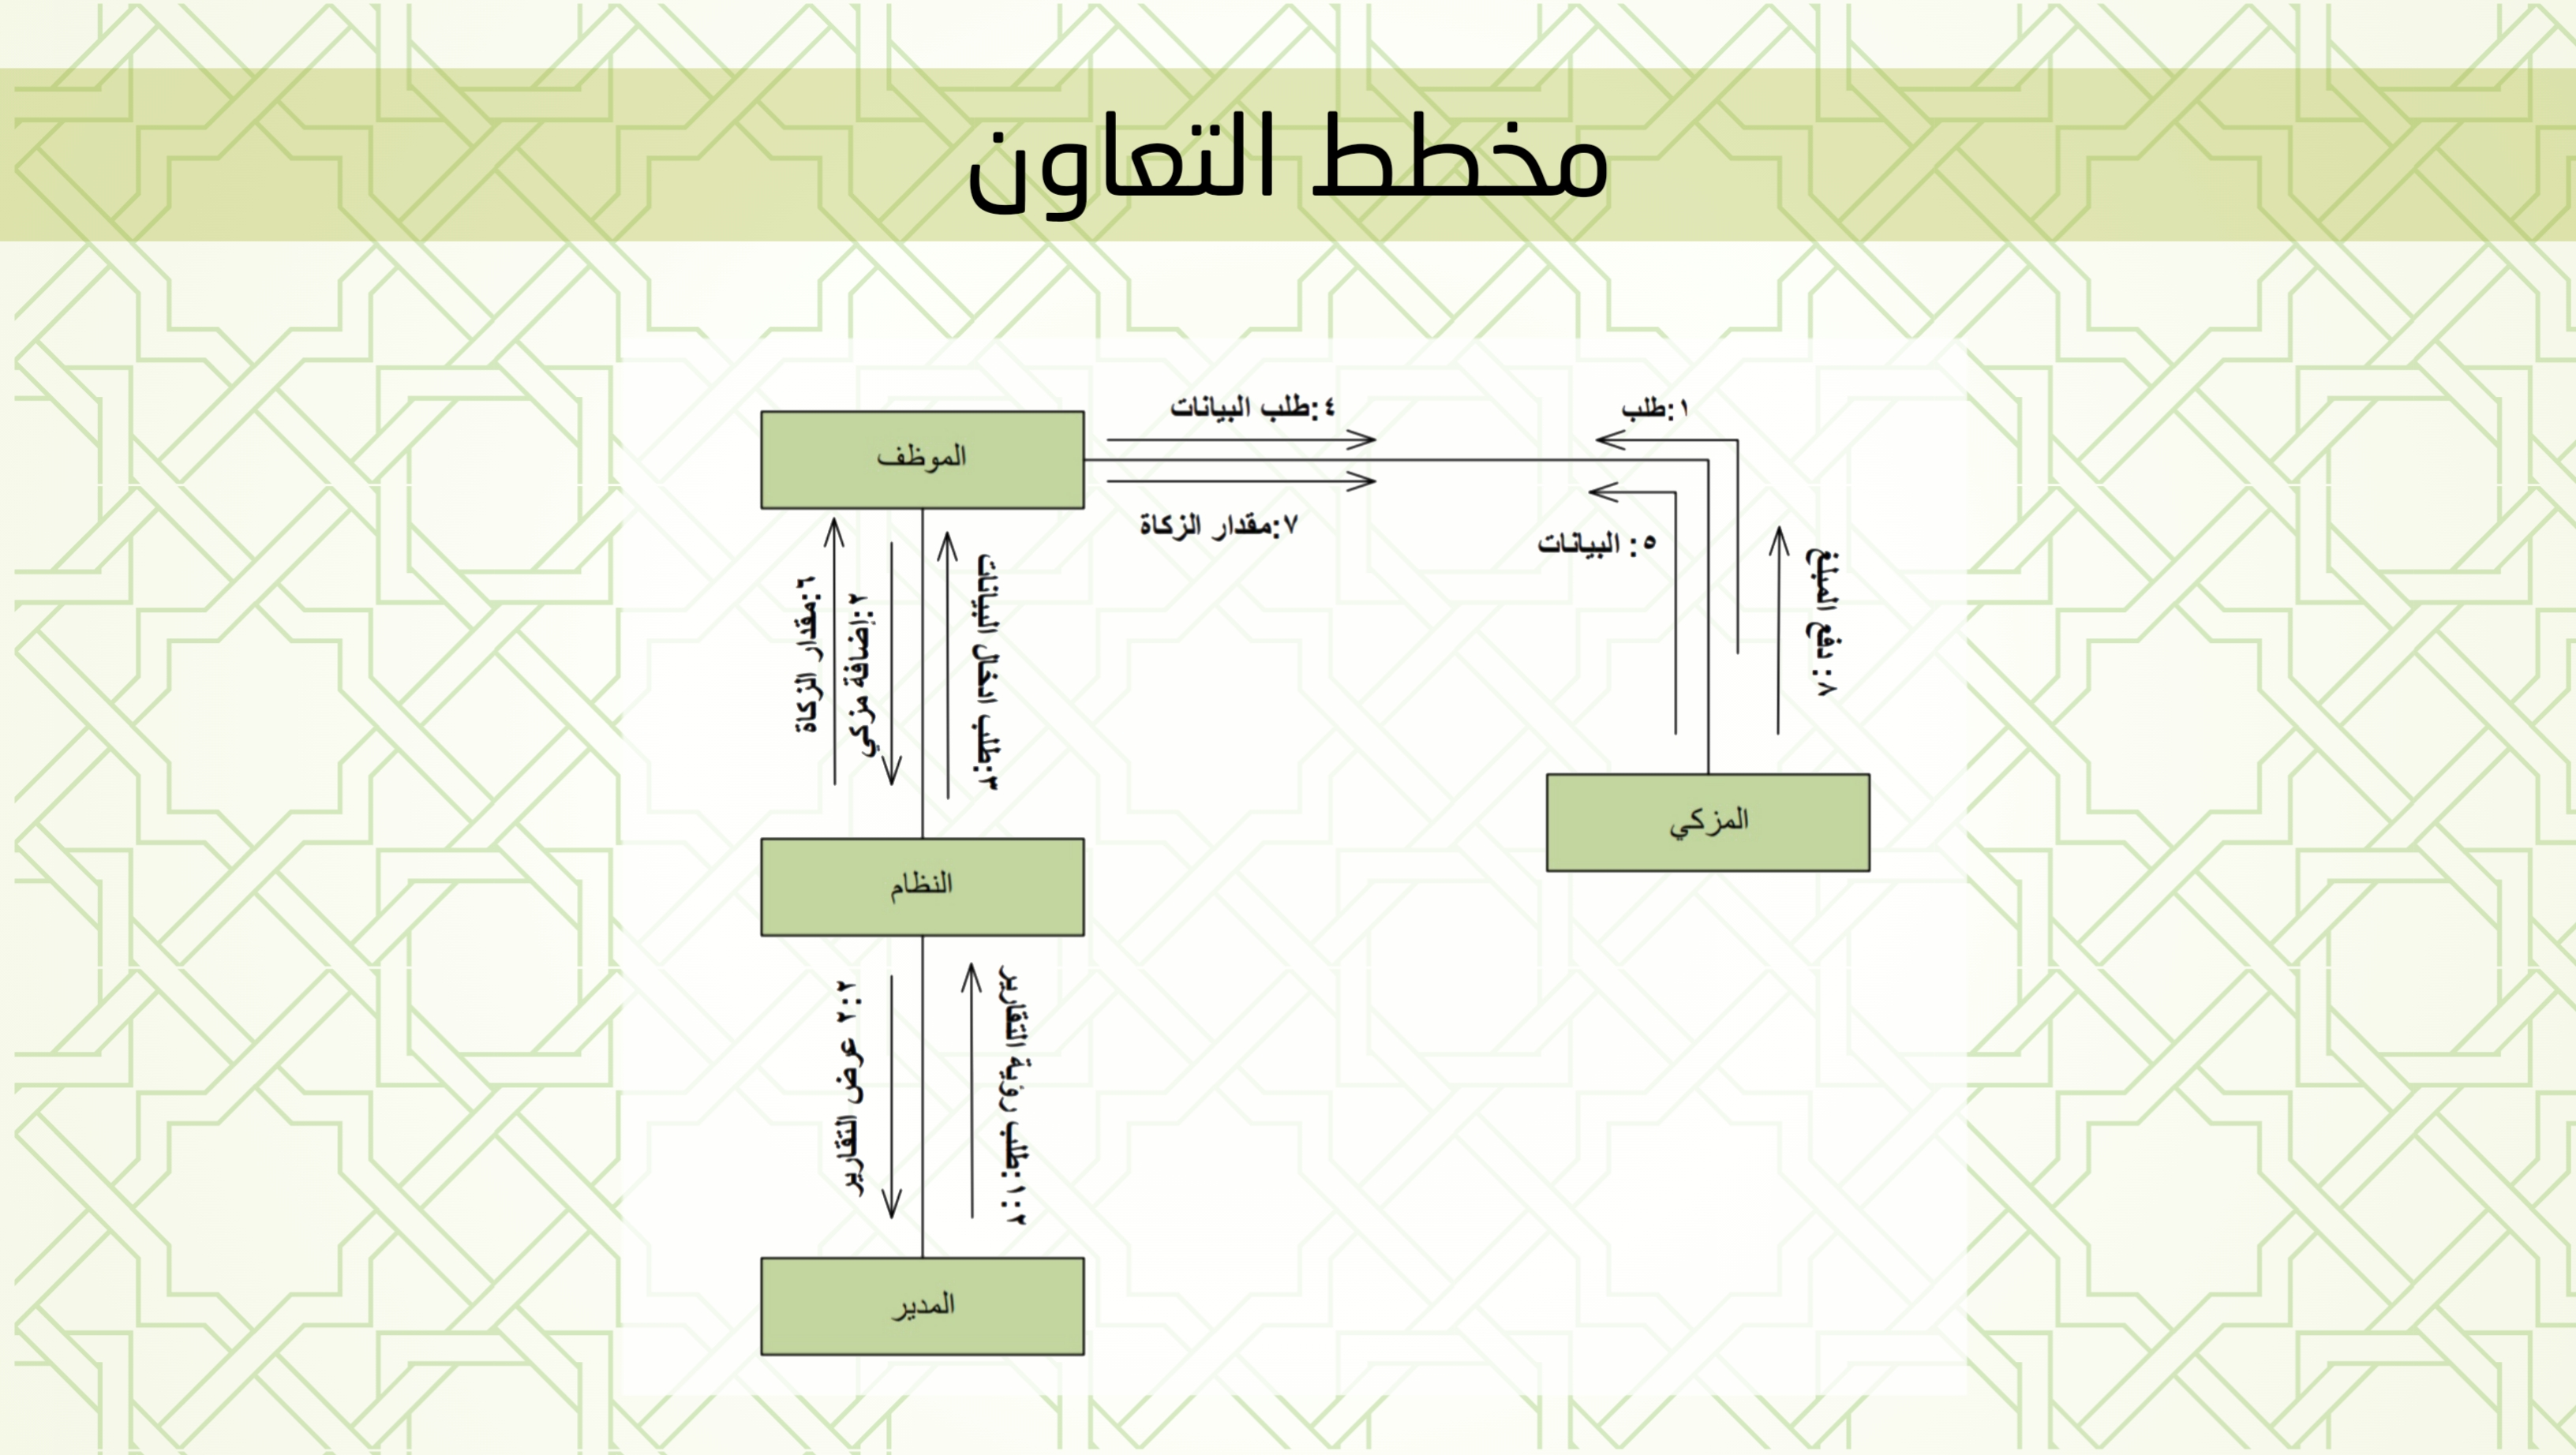 مخطط التعاون
١:طلب
٤:طلب البيانات
الموظف
٧:مقدار الزكاة
٥: البيانات
٨: دفع المبلغ
٣:طلب ادخال البيانات
٢:إضافة مزكي
٦:مقدار الزكاة
المزكي
النظام
١:٢:طلب رؤية التقارير
٢:٢ عرض التقارير
المدير